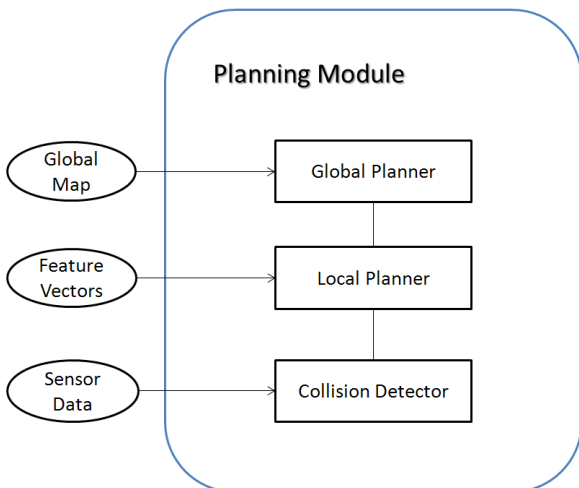 Planning Module
Global
Map
Global Planner
Feature
Vectors
Local Planner
Sensor
Data
Collision Detector